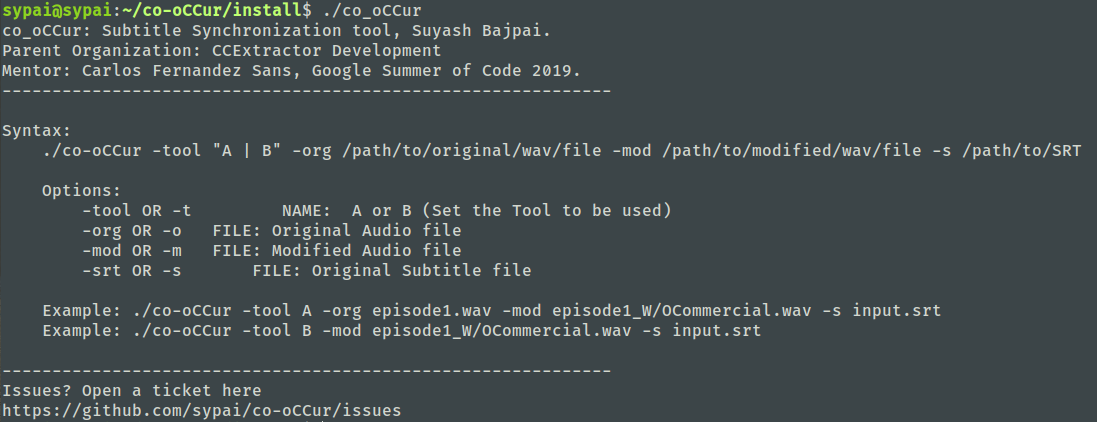 sypai@sypai:~/co-oCCur/install$ ./co_oCCur
co_oCCur: Subtitle Synchronization tool, Suyash Bajpai.
Parent Organization: CCExtractor Development
Mentor: Carlos Fernandez Sans, Google Summer of Code 2019.
-------------------------------------------------------------
Syntax:
./co-oCCur -tool "A | B" -org /path/to/original/wav/file -mod /path/to/modified/wav/file -s /path/to/SRT
Options:
-tool OR -t NAME: A or B (Set the Tool to be used)
-org OR -o FILE: Original Audio file
-mod OR -m FILE: Modified Audio file
-srt OR -s FILE: Original Subtitle file
Example: ./co-oCCur -tool A -org episode1.wav -mod episode1_W/OCommercial.wav -s input.srt
Example: ./co-oCCur -tool B -mod episode1_W/OCommercial.wav -s input.srt
-------------------------------------------------------------
Issues? Open a ticket here
https://github.com/sypai/co-oCCur/issues